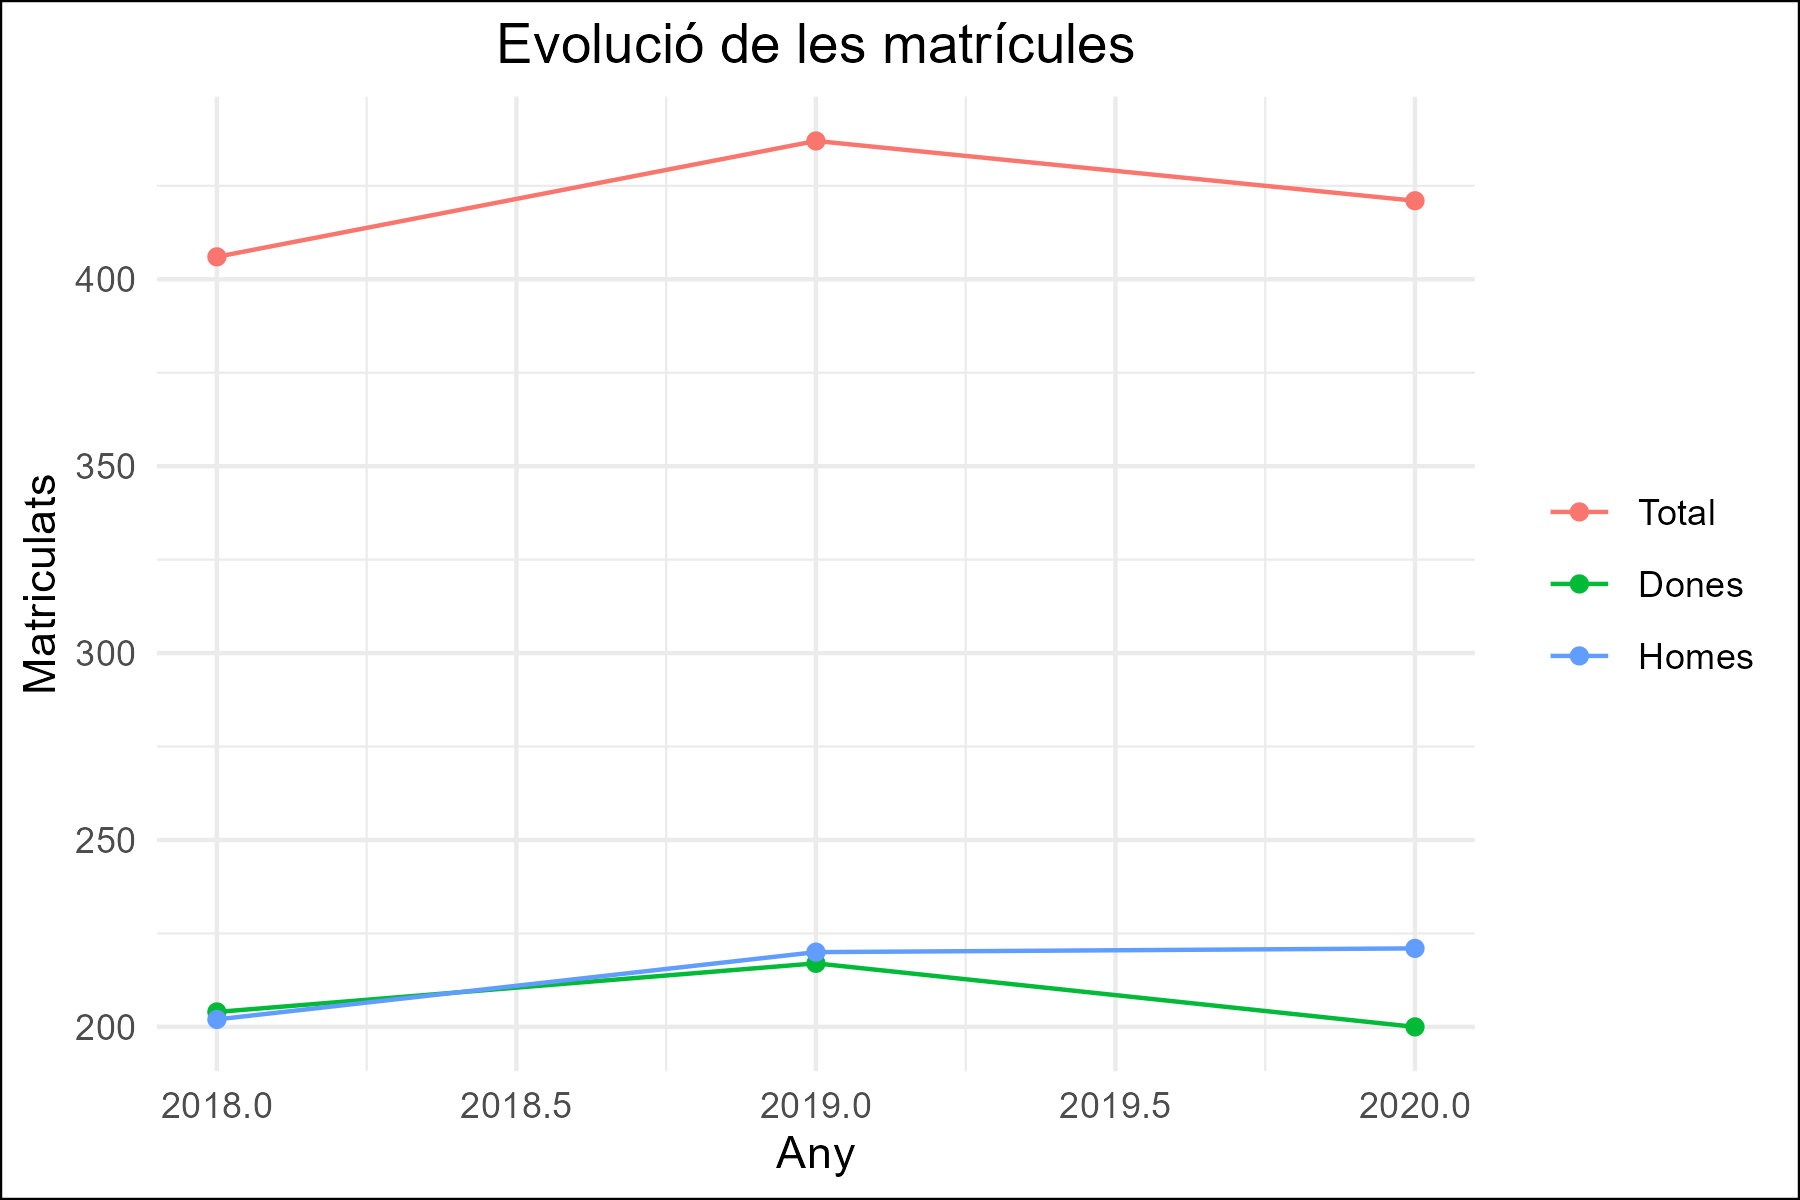 Evolució de les matrícules
Matriculats
400
350
300
250
200
2018.0 2018.5 2019.0 2019.5 2020.0
Any
Total
Dones
Homes